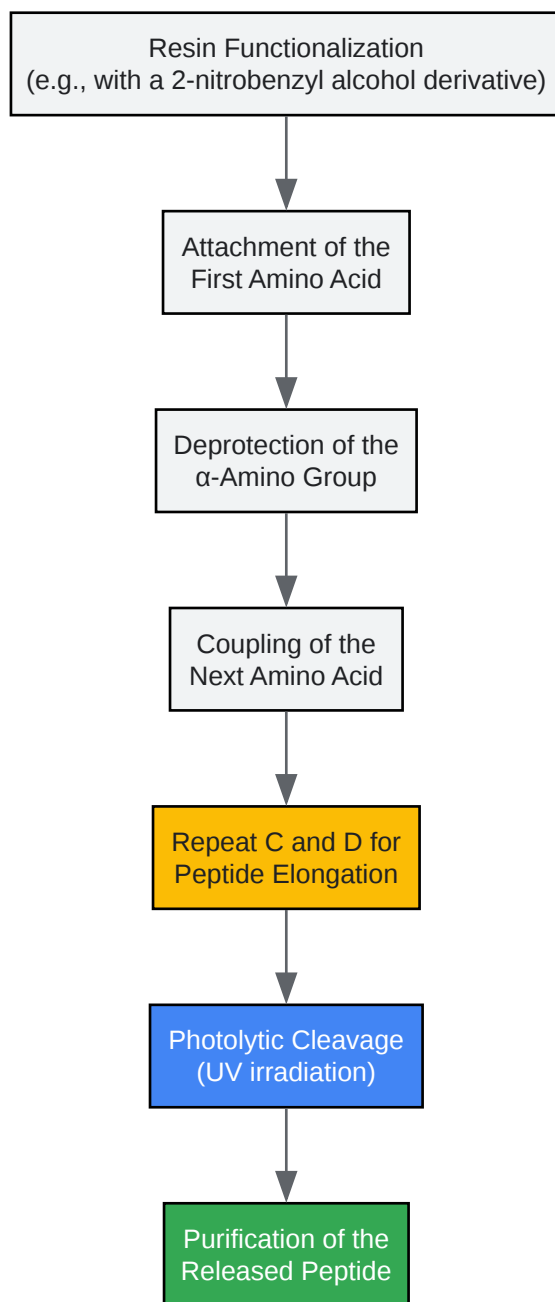 Resin Functionalization
(e.g., with a 2-nitrobenzyl alcohol derivative)
Attachment of the
First Amino Acid
Deprotection of the
α-Amino Group
Coupling of the
Next Amino Acid
Repeat C and D for
Peptide Elongation
Photolytic Cleavage
(UV irradiation)
Purification of the
Released Peptide